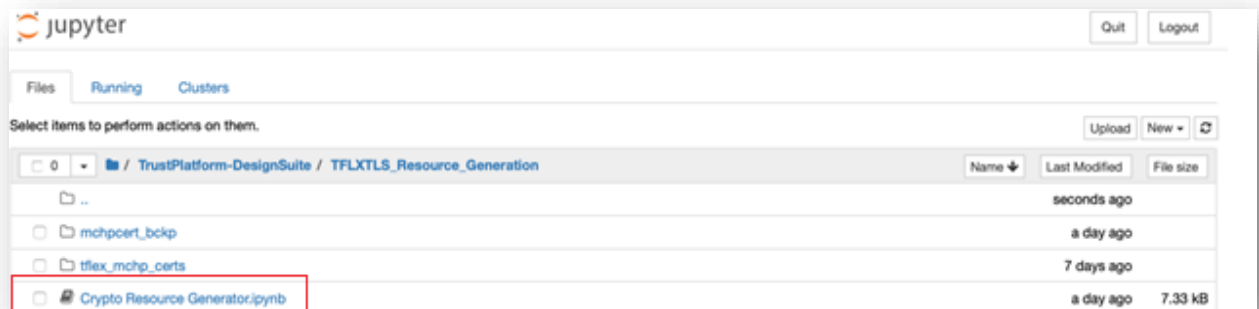 jupyter
Quit Logout
Files Running Clusters
Select items to perform actions on them.
Upload New
0 / TrustPlatform-DesignSuite / TFLXTLS_Resource_Generation Name Last Modified File size
.. seconds ago
mchpcert_bckp a day ago
tflex_mchp_certs 7 days ago
Crypto Resource Generator.ipynb a day ago 7.33 kB